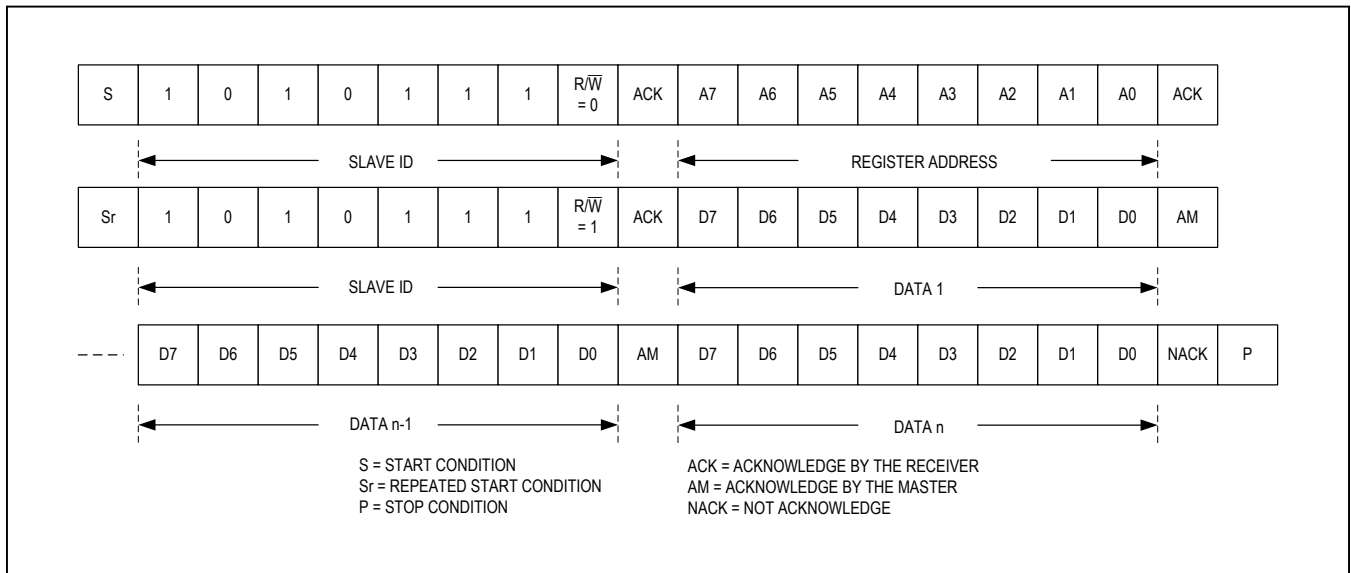 S 1 0 1 0 1 1 1 R/W̅ = 0 ACK A7 A6 A5 A4 A3 A2 A1 A0 ACK
SLAVE ID REGISTER ADDRESS
Sr 1 0 1 0 1 1 1 R/W̅ = 1 ACK D7 D6 D5 D4 D3 D2 D1 D0 AM
SLAVE ID DATA 1
D7 D6 D5 D4 D3 D2 D1 D0 AM D7 D6 D5 D4 D3 D2 D1 D0 NACK P
DATA n-1 DATA n
S = START CONDITION
Sr = REPEATED START CONDITION
P = STOP CONDITION
ACK = ACKNOWLEDGE BY THE RECEIVER
AM = ACKNOWLEDGE BY THE MASTER
NACK = NOT ACKNOWLEDGE